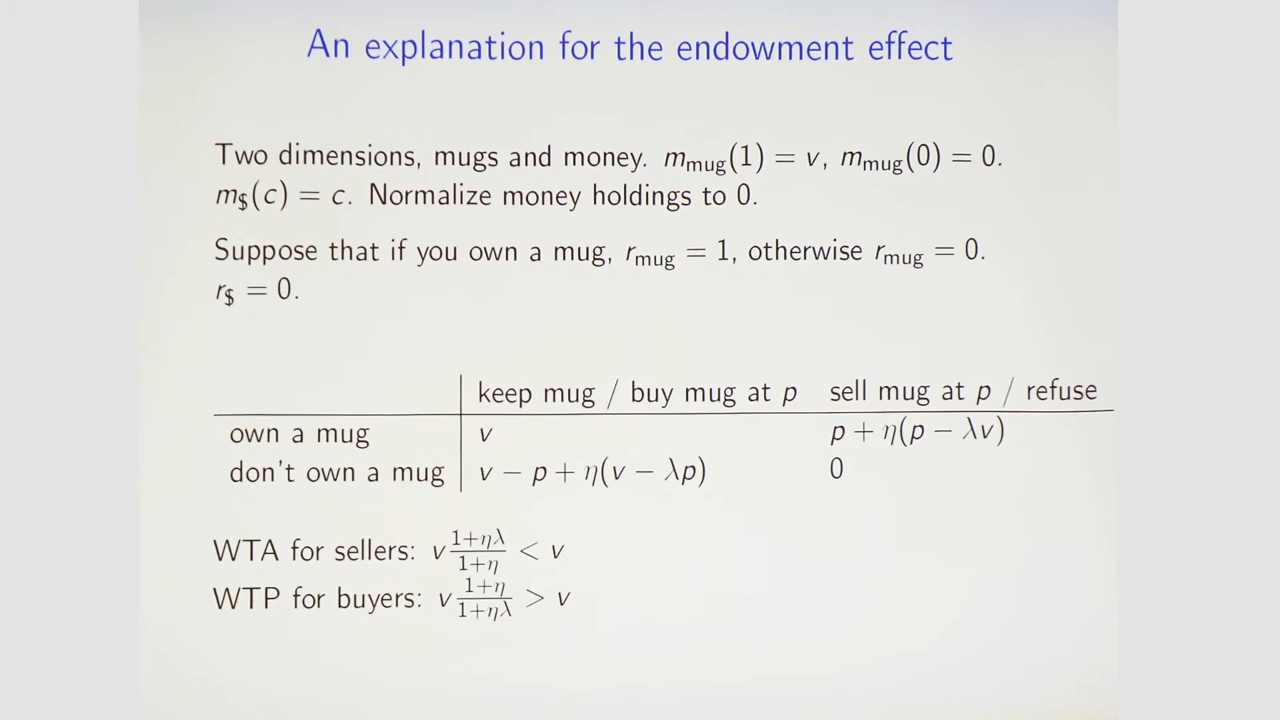 An explanation for the endowment effect
Two dimensions, mugs and money. m_mug(1) = v, m_mug(0) = 0.
m_$(c) = c. Normalize money holdings to 0.
Suppose that if you own a mug, r_mug = 1, otherwise r_mug = 0.
r_$ = 0.
keep mug / buy mug at p sell mug at p / refuse
own a mug v p + η(p − λv)
don't own a mug v − p + η(v − λp) 0
WTA for sellers: v (1+ηλ)/(1+η) < v
WTP for buyers: v (1+η)/(1+ηλ) > v